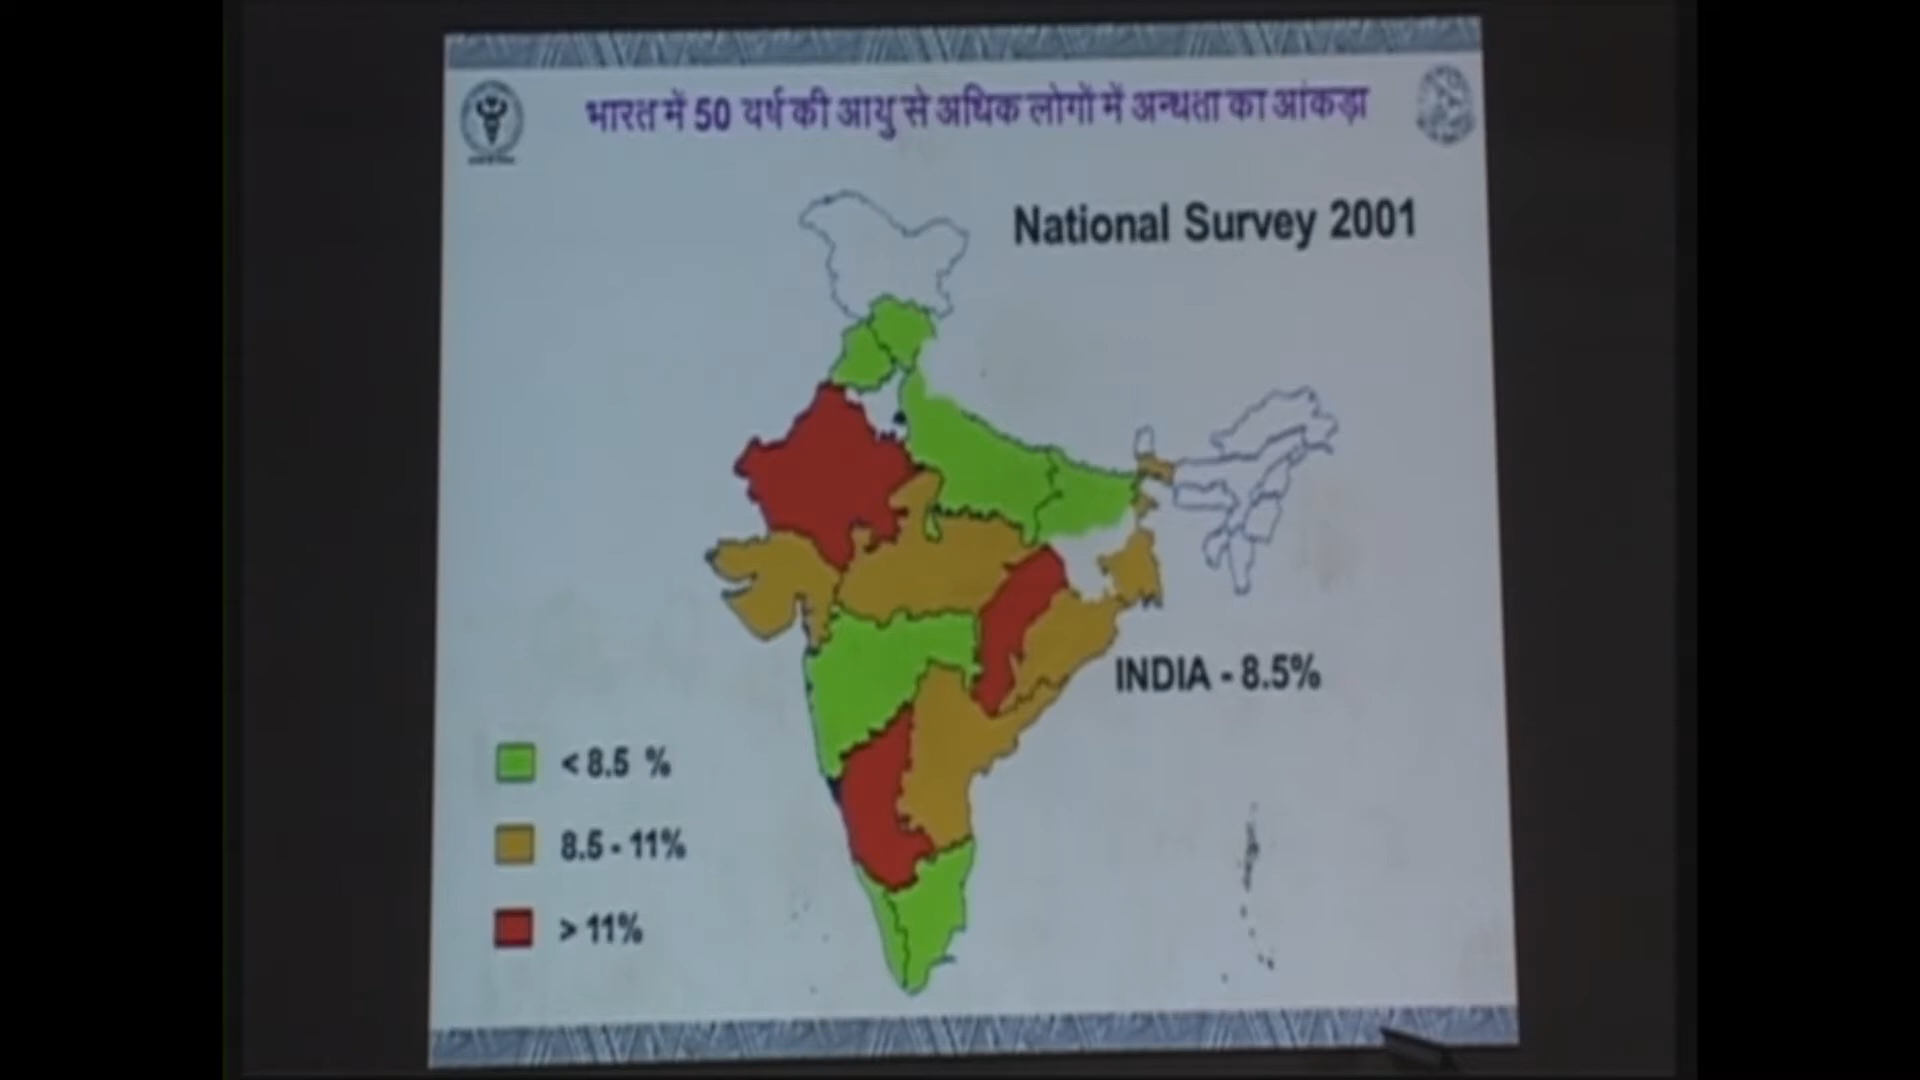 भारत में 50 वर्ष की आयु से अधिक लोगों में अन्धता का आंकड़ा
National Survey 2001
INDIA - 8.5%
< 8.5 %
8.5 - 11%
> 11%